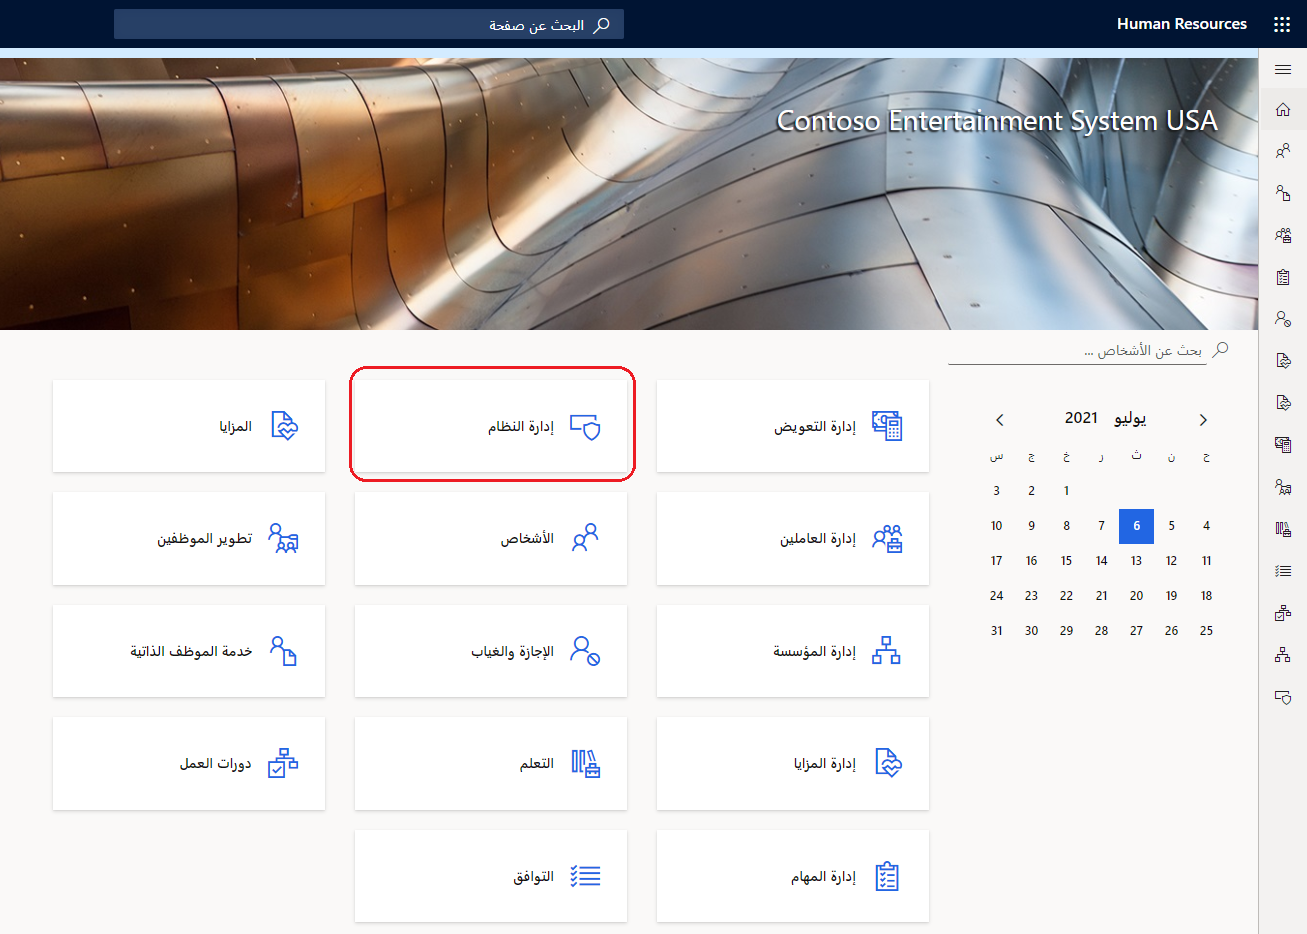 Human Resources
البحث عن صفحة
Contoso Entertainment System USA
بحث عن الأشخاص ...
يوليو 2021
ح ن ث ر خ ج س
1 2 3
4 5 6 7 8 9 10
11 12 13 14 15 16 17
18 19 20 21 22 23 24
25 26 27 28 29 30 31
إدارة التعويض
إدارة النظام
المزايا
إدارة العاملين
الأشخاص
تطوير الموظفين
إدارة المؤسسة
الإجازة والغياب
خدمة الموظف الذاتية
إدارة المزايا
التعلم
دورات العمل
إدارة المهام
التوافق